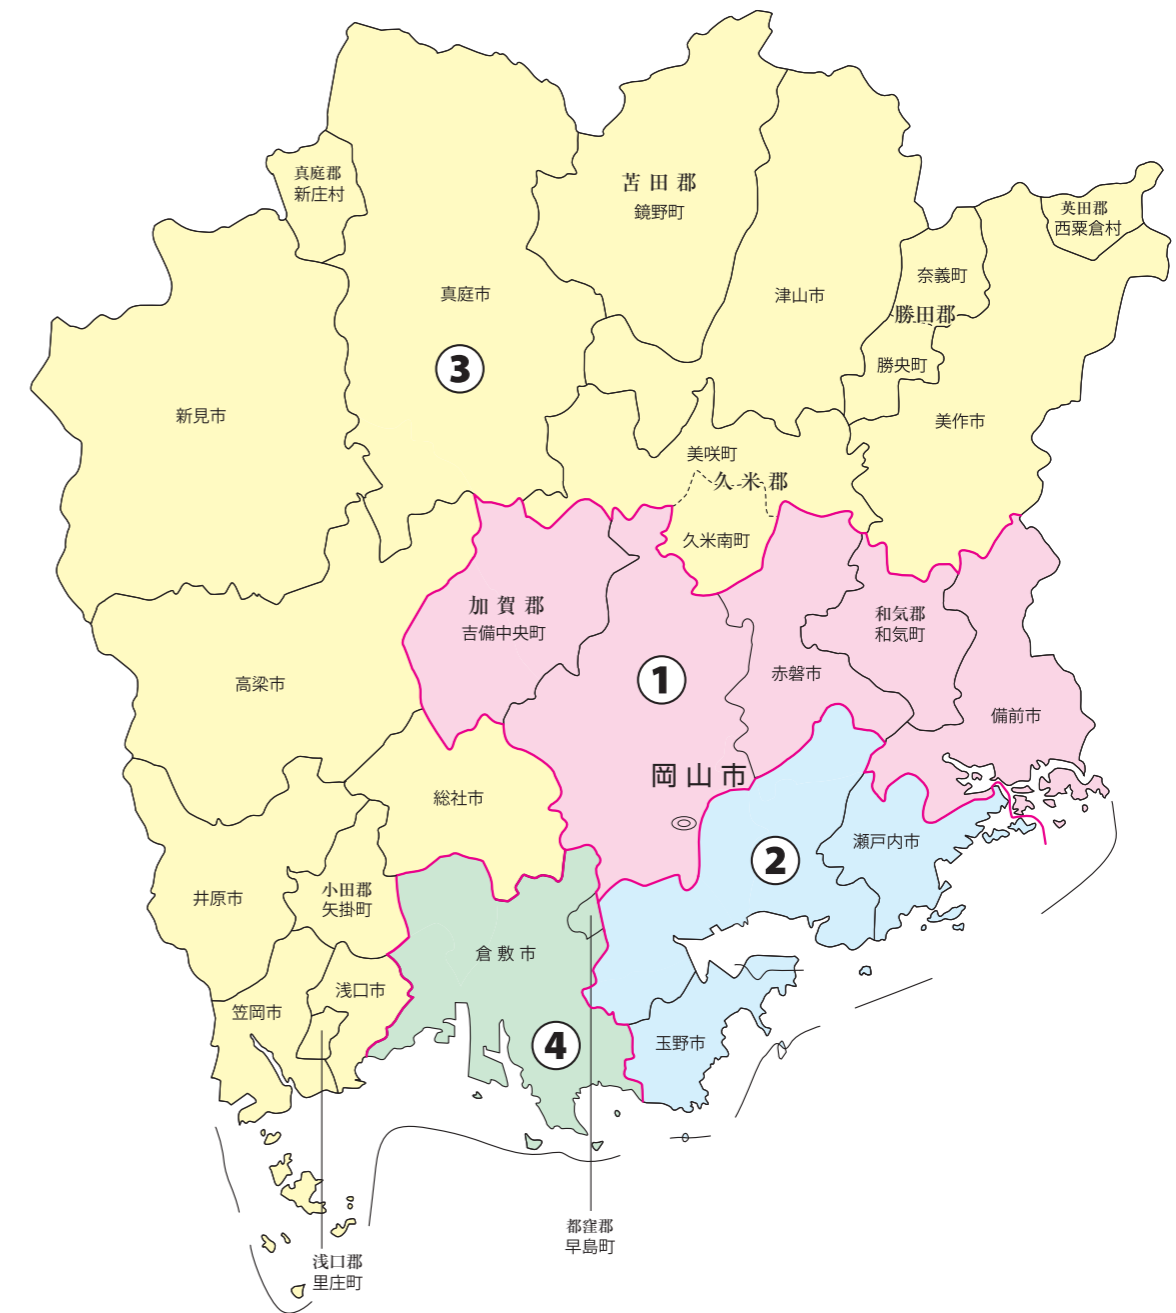 真庭郡
新庄村
苫田郡
鏡野町
英田郡
西粟倉村
奈義町
真庭市
津山市
勝田郡
勝央町
3
新見市
美作市
美咲町
久米郡
久米南町
加賀郡
吉備中央町
和気郡
和気町
1
赤磐市
高梁市
備前市
岡山市
総社市
瀬戸内市
2
小田郡
矢掛町
井原市
倉敷市
浅口市
笠岡市
4
玉野市
都窪郡
早島町
浅口郡
里庄町